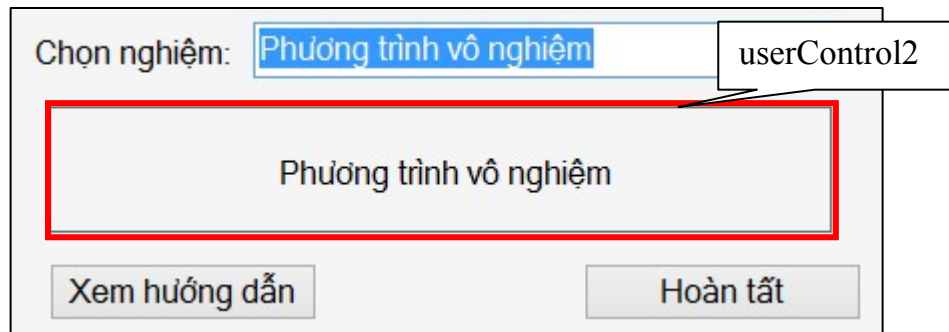 Chọn nghiệm: Phương trình vô nghiệm
userControl2
Phương trình vô nghiệm
Xem hướng dẫn Hoàn tất